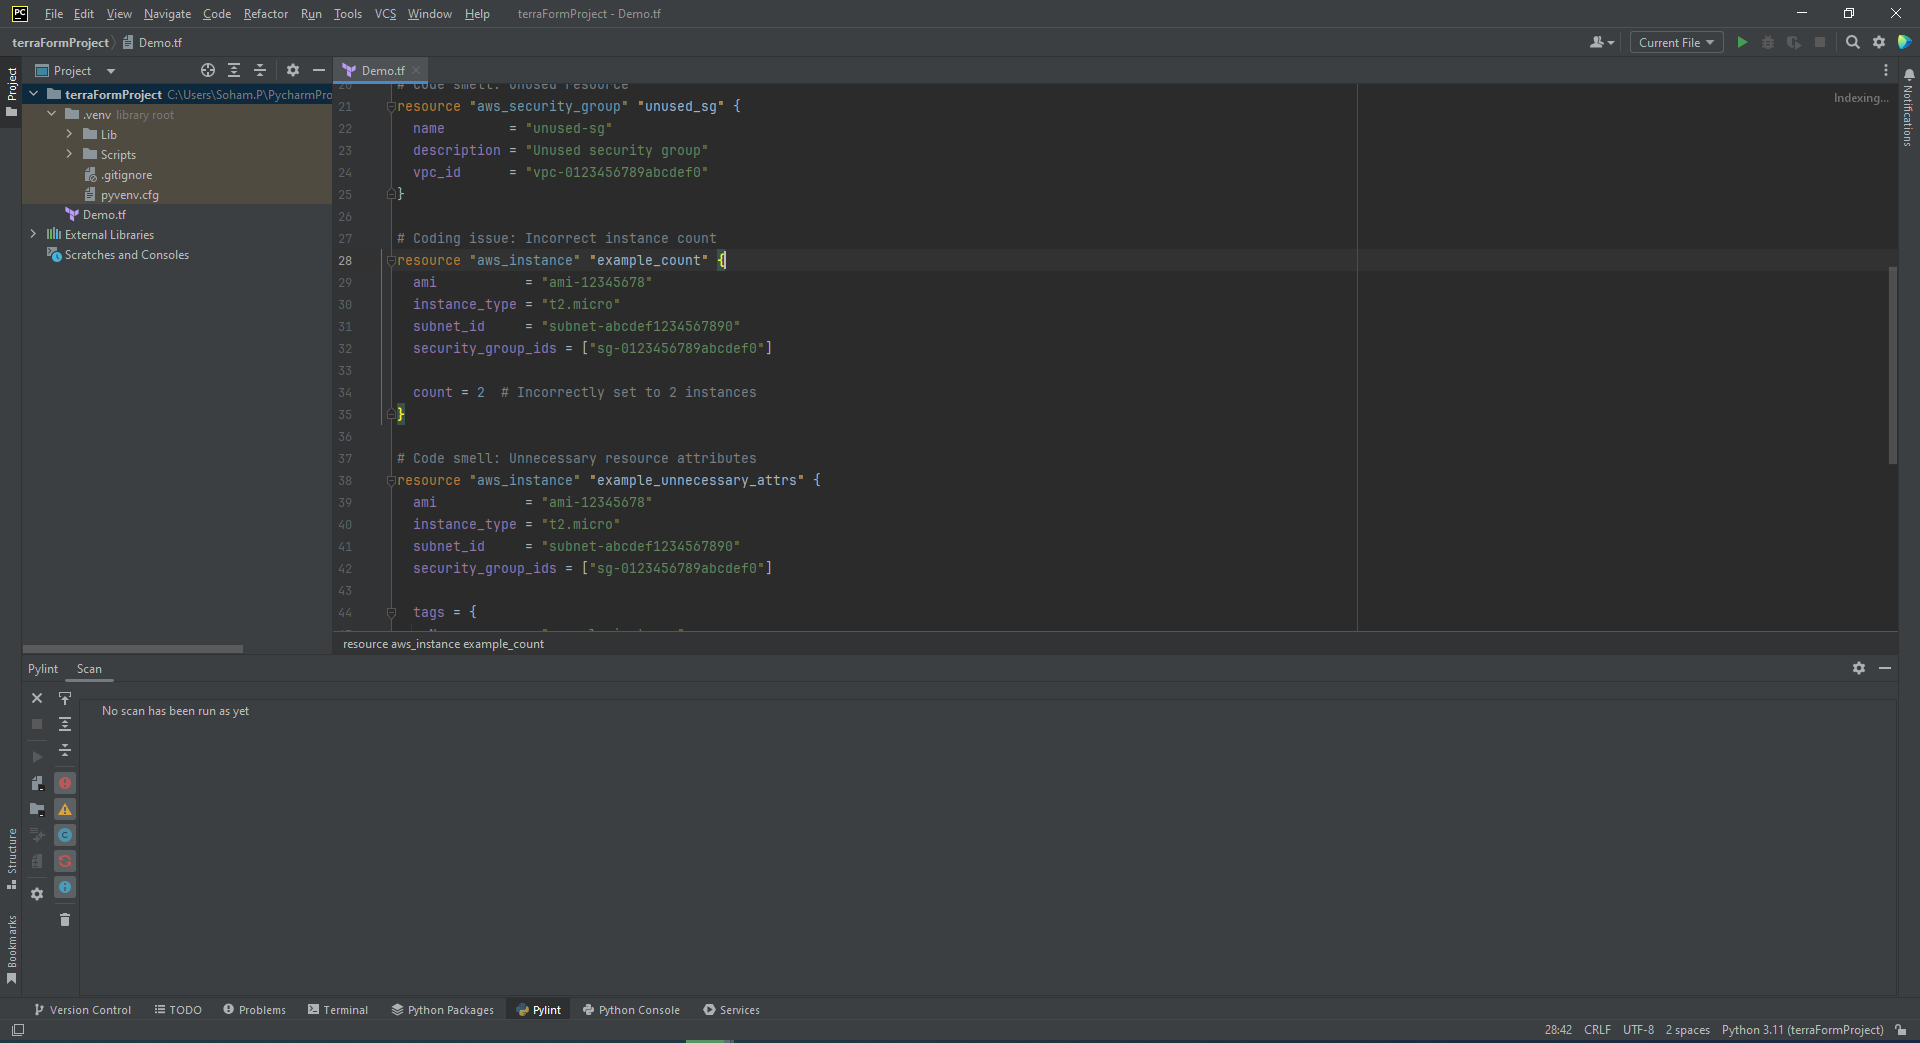 PC File Edit View Navigate Code Refactor Run Tools VCS Window Help terraFormProject - Demo.tf
terraFormProject Demo.tf Current File
Project
Project
Demo.tf
terraFormProject C:\Users\Soham.P\PycharmPro
.venv library root
Lib
Scripts
.gitignore
pyvenv.cfg
Demo.tf
External Libraries
Scratches and Consoles
20 # Code smell: Unused resource
21 resource "aws_security_group" "unused_sg" {
22 name = "unused-sg"
23 description = "Unused security group"
24 vpc_id = "vpc-0123456789abcdef0"
25 }
26
27 # Coding issue: Incorrect instance count
28 resource "aws_instance" "example_count" {
29 ami = "ami-12345678"
30 instance_type = "t2.micro"
31 subnet_id = "subnet-abcdef1234567890"
32 security_group_ids = ["sg-0123456789abcdef0"]
33
34 count = 2 # Incorrectly set to 2 instances
35 }
36
37 # Code smell: Unnecessary resource attributes
38 resource "aws_instance" "example_unnecessary_attrs" {
39 ami = "ami-12345678"
40 instance_type = "t2.micro"
41 subnet_id = "subnet-abcdef1234567890"
42 security_group_ids = ["sg-0123456789abcdef0"]
43
44 tags = {
Indexing...
Notifications
resource aws_instance example_count
Pylint Scan
No scan has been run as yet
Structure
Bookmarks
Version Control TODO Problems Terminal Python Packages Pylint Python Console Services
28:42 CRLF UTF-8 2 spaces Python 3.11 (terraFormProject)